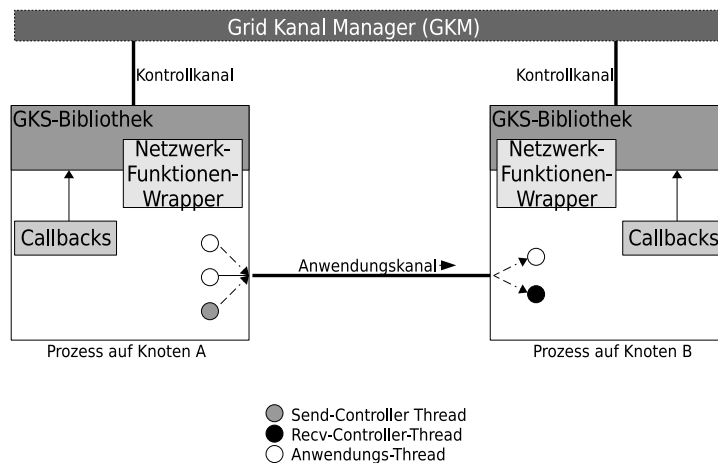 Grid Kanal Manager (GKM)
Kontrollkanal
Kontrollkanal
GKS-Bibliothek
Netzwerk-
Funktionen-
Wrapper
Callbacks
GKS-Bibliothek
Netzwerk-
Funktionen-
Wrapper
Callbacks
Anwendungskanal
Prozess auf Knoten A
Prozess auf Knoten B
Send-Controller Thread
Recv-Controller-Thread
Anwendungs-Thread